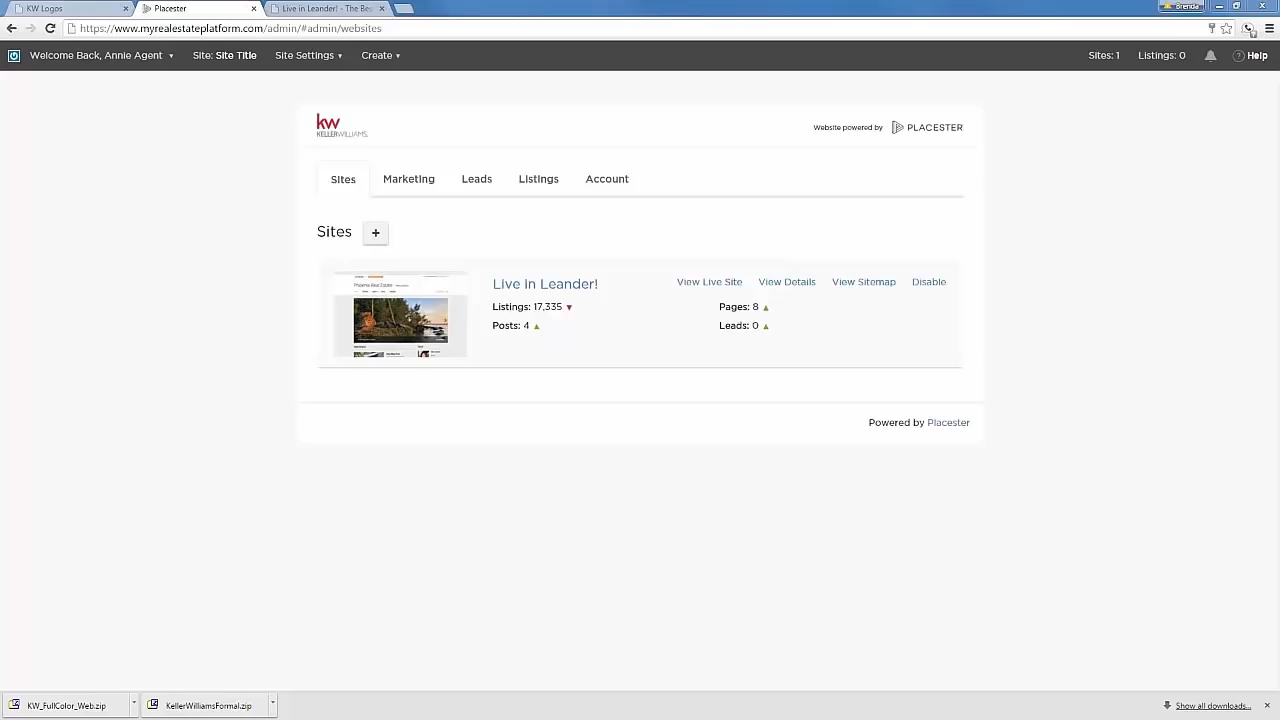 KW Logos
Placester
Live in Leander! - The Be
Brenda
https://www.myrealestateplatform.com/admin/#admin/websites
Welcome Back, Annie Agent
Site: Site Title
Site Settings
Create
Sites: 1
Listings: 0
? Help
kw
KELLERWILLIAMS.
Website powered by PLACESTER
Sites
Marketing
Leads
Listings
Account
Sites +
Live in Leander!
View Live Site
View Details
View Sitemap
Disable
Listings: 17,335
Pages: 8
Posts: 4
Leads: 0
Phoenix Real Estate
Powered by Placester
KW_FullColor_Web.zip
KellerWilliamsFormal.zip
Show all downloads...